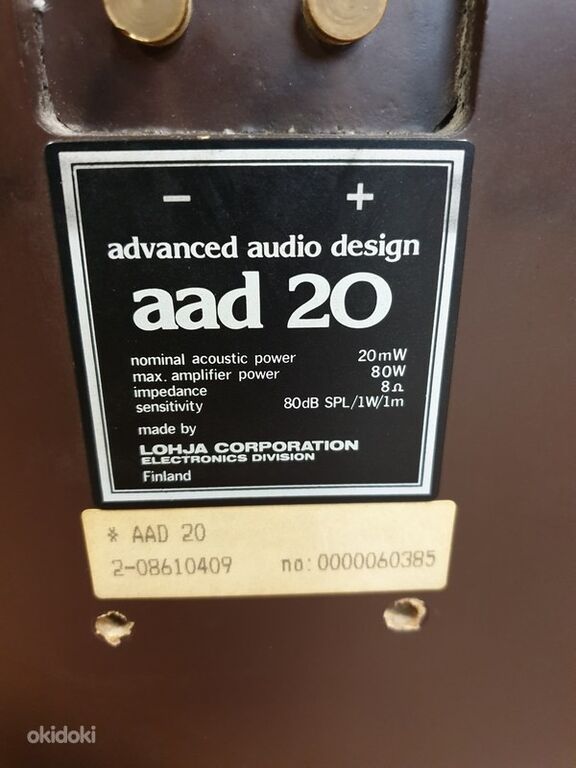 − +
advanced audio design
aad 20
nominal acoustic power 20mW
max. amplifier power 80W
impedance 8Ω
sensitivity 80dB SPL/1W/1m
made by
LOHJA CORPORATION
ELECTRONICS DIVISION
Finland
* AAD 20
2-08610409 no:0000060385
okidoki